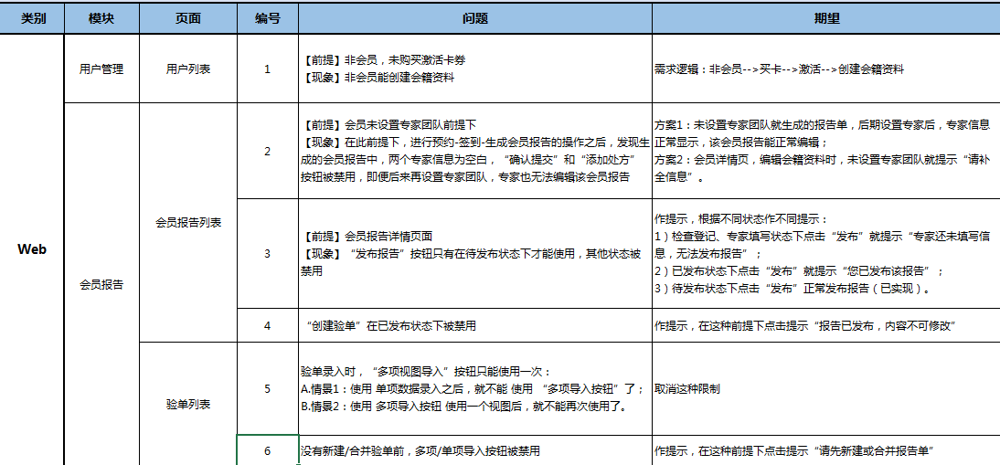 类别 模块 页面 编号 问题 期望
Web
用户管理
用户列表
1
【前提】非会员，未购买激活卡券
【现象】非会员能创建会籍资料
需求逻辑：非会员-->买卡-->激活-->创建会籍资料
会员报告
会员报告列表
2
【前提】会员未设置专家团队前提下
【现象】在此前提下，进行预约-签到-生成会员报告的操作之后，发现生
成的会员报告中，两个专家信息为空白，“确认提交”和“添加处方”
按钮被禁用，即便后来再设置专家团队，专家也无法编辑该会员报告
方案1：未设置专家团队就生成的报告单，后期设置专家后，专家信息
正常显示，该会员报告能正常编辑；
方案2：会员详情页，编辑会籍资料时，未设置专家团队就提示“请补
全信息”。
3
【前提】会员报告详情页面
【现象】“发布报告”按钮只有在待发布状态下才能使用，其他状态被
禁用
作提示，根据不同状态作不同提示：
1）检查登记、专家填写状态下点击“发布”就提示“专家还未填写信
息，无法发布报告”；
2）已发布状态下点击“发布”就提示“您已发布该报告”；
3）待发布状态下点击“发布”正常发布报告（已实现）。
4
“创建验单”在已发布状态下被禁用
作提示，在这种前提下点击提示“报告已发布，内容不可修改”
验单列表
5
验单录入时，“多项视图导入”按钮只能使用一次：
A.情景1：使用 单项数据录入之后，就不能 使用 “多项导入按钮”了；
B.情景2：使用 多项导入按钮 使用一个视图后，就不能再次使用了。
取消这种限制
6
没有新建/合并验单前，多项/单项导入按钮被禁用
作提示，在这种前提下点击提示“请先新建或合并报告单”